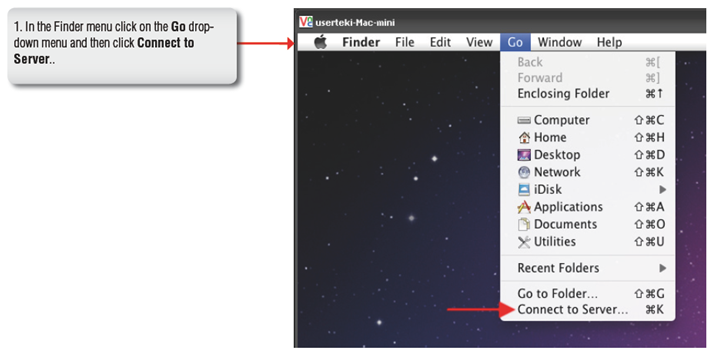 1. In the Finder menu click on the Go drop-
down menu and then click Connect to
Server..
userteki-Mac-mini
Finder File Edit View Go Window Help
Back ⌘[
Forward ⌘]
Enclosing Folder ⌘↑
Computer ⇧⌘C
Home ⇧⌘H
Desktop ⇧⌘D
Network ⇧⌘K
iDisk ▶
Applications ⇧⌘A
Documents ⇧⌘O
Utilities ⇧⌘U
Recent Folders ▶
Go to Folder... ⇧⌘G
Connect to Server... ⌘K